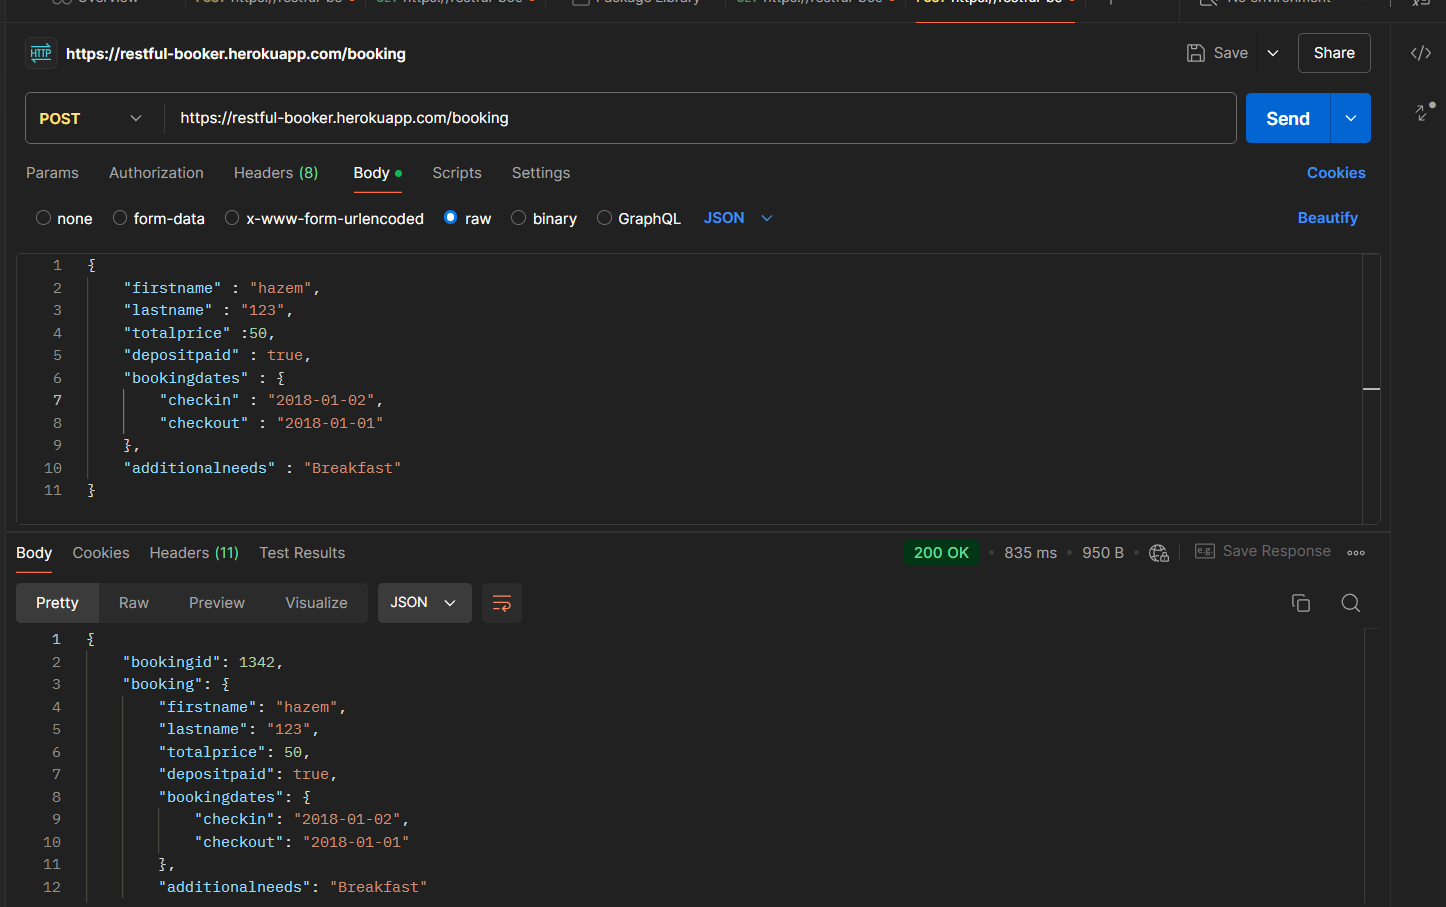 HTTP https://restful-booker.herokuapp.com/booking Save Share
POST https://restful-booker.herokuapp.com/booking Send
Params Authorization Headers (8) Body Scripts Settings Cookies
none form-data x-www-form-urlencoded raw binary GraphQL JSON Beautify
1 {
2 "firstname" : "hazem",
3 "lastname" : "123",
4 "totalprice" :50,
5 "depositpaid" : true,
6 "bookingdates" : {
7 "checkin" : "2018-01-02",
8 "checkout" : "2018-01-01"
9 },
10 "additionalneeds" : "Breakfast"
11 }
Body Cookies Headers (11) Test Results 200 OK • 835 ms • 950 B • e.g. Save Response
Pretty Raw Preview Visualize JSON
1 {
2 "bookingid": 1342,
3 "booking": {
4 "firstname": "hazem",
5 "lastname": "123",
6 "totalprice": 50,
7 "depositpaid": true,
8 "bookingdates": {
9 "checkin": "2018-01-02",
10 "checkout": "2018-01-01"
11 },
12 "additionalneeds": "Breakfast"